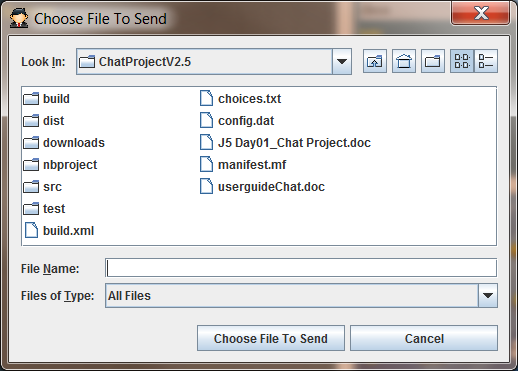 Choose File To Send
Look In: ChatProjectV2.5
build
dist
downloads
nbproject
src
test
build.xml
choices.txt
config.dat
J5 Day01_Chat Project.doc
manifest.mf
userguideChat.doc
File Name:
Files of Type: All Files
Choose File To Send Cancel